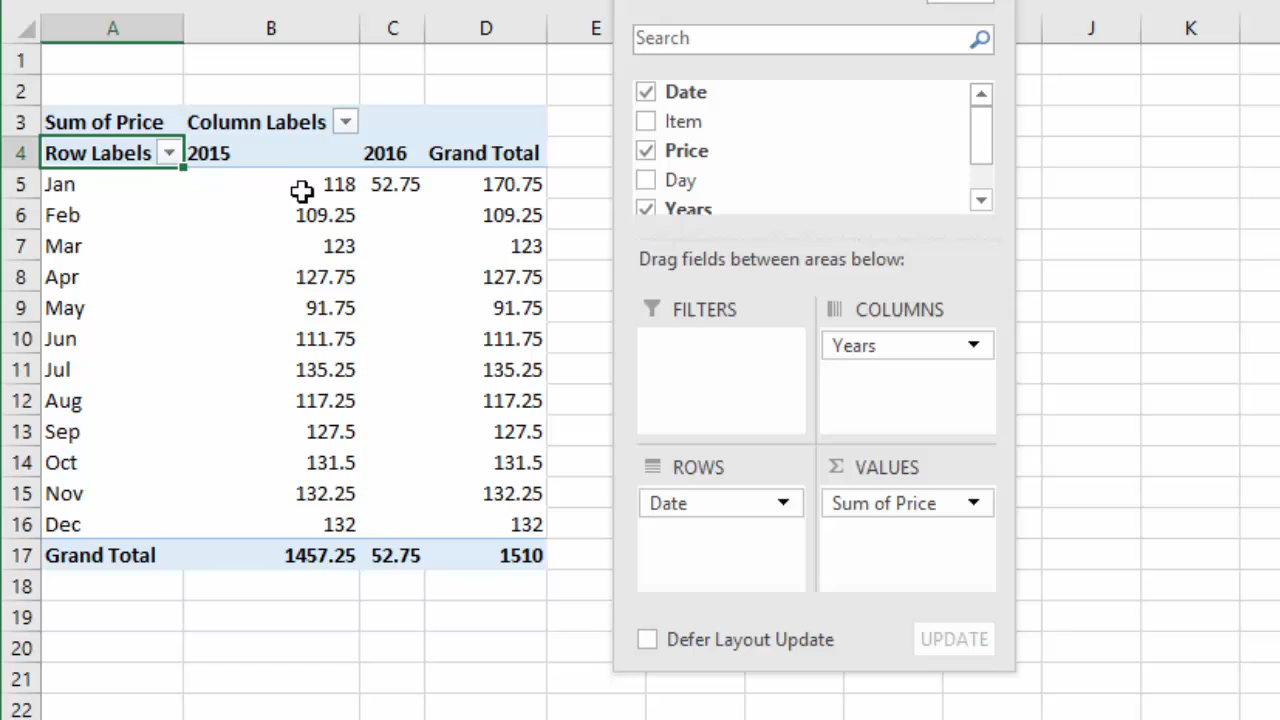 A B C D E J K
1
2
3 Sum of Price Column Labels
4 Row Labels 2015 2016 Grand Total
5 Jan 118 52.75 170.75
6 Feb 109.25 109.25
7 Mar 123 123
8 Apr 127.75 127.75
9 May 91.75 91.75
10 Jun 111.75 111.75
11 Jul 135.25 135.25
12 Aug 117.25 117.25
13 Sep 127.5 127.5
14 Oct 131.5 131.5
15 Nov 132.25 132.25
16 Dec 132 132
17 Grand Total 1457.25 52.75 1510
18
19
20
21
22
Search
Date
Item
Price
Day
Years
Drag fields between areas below:
FILTERS COLUMNS
Years
ROWS Σ VALUES
Date Sum of Price
Defer Layout Update UPDATE